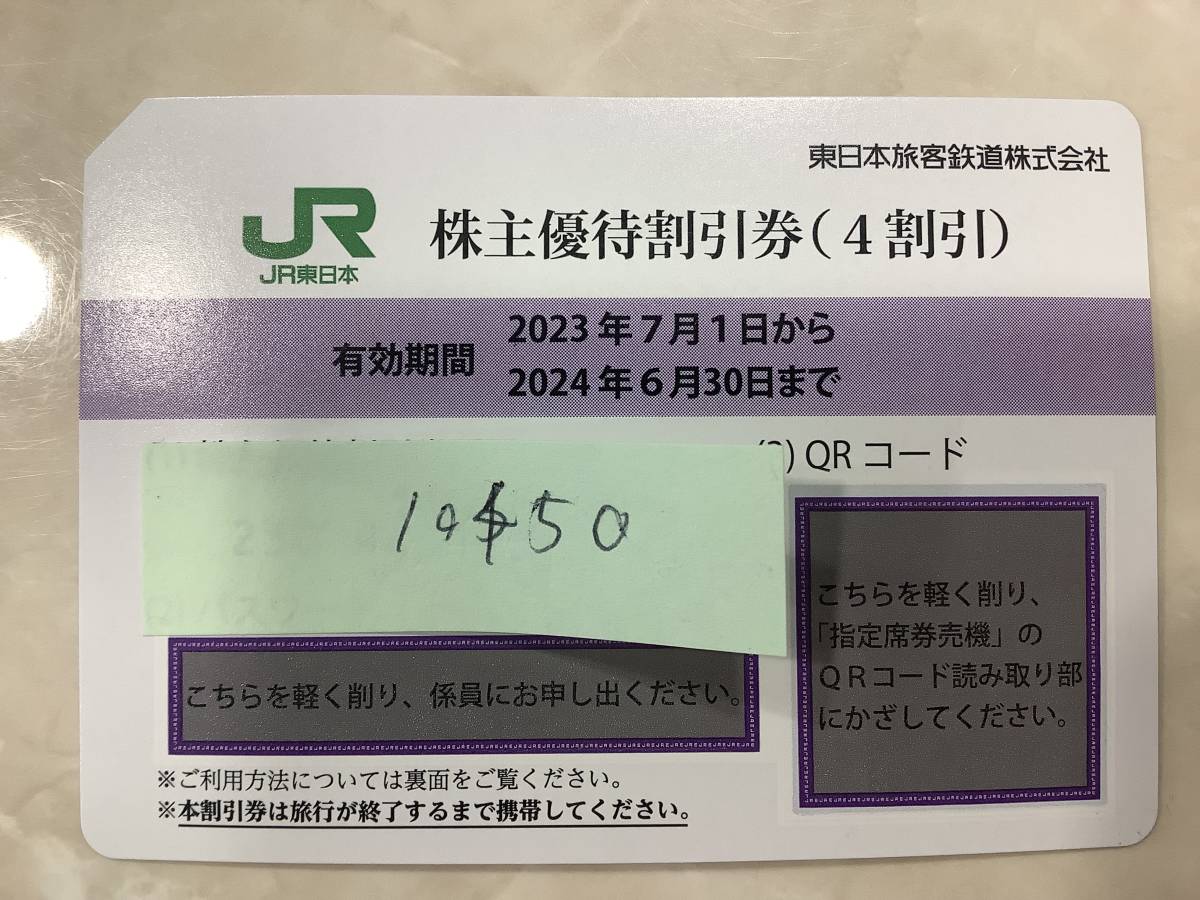 東日本旅客鉄道株式会社
JR
JR東日本
株主優待割引券(4割引)
有効期間
2023年7月1日から
2024年6月30日まで
QRコード
50
こちらを軽く削り、
「指定席券売機」の
QRコード読み取り部
にかざしてください。
こちらを軽く削り、係員にお申し出ください。
※ご利用方法については裏面をご覧ください。
※本割引券は旅行が終了するまで携帯してください。